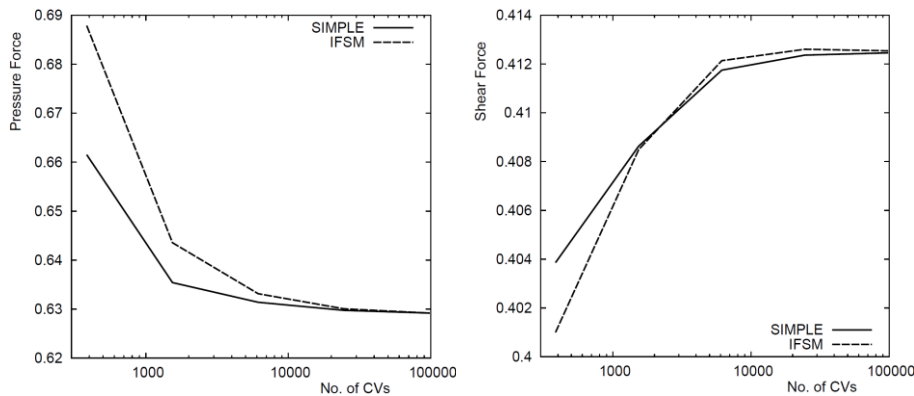 0.69
0.68
0.67
0.66
0.65
0.64
0.63
0.62
Pressure Force
SIMPLE
IFSM
1000
10000
100000
No. of CVs
0.414
0.412
0.41
0.408
0.406
0.404
0.402
0.4
Shear Force
SIMPLE
IFSM
1000
10000
100000
No. of CVs